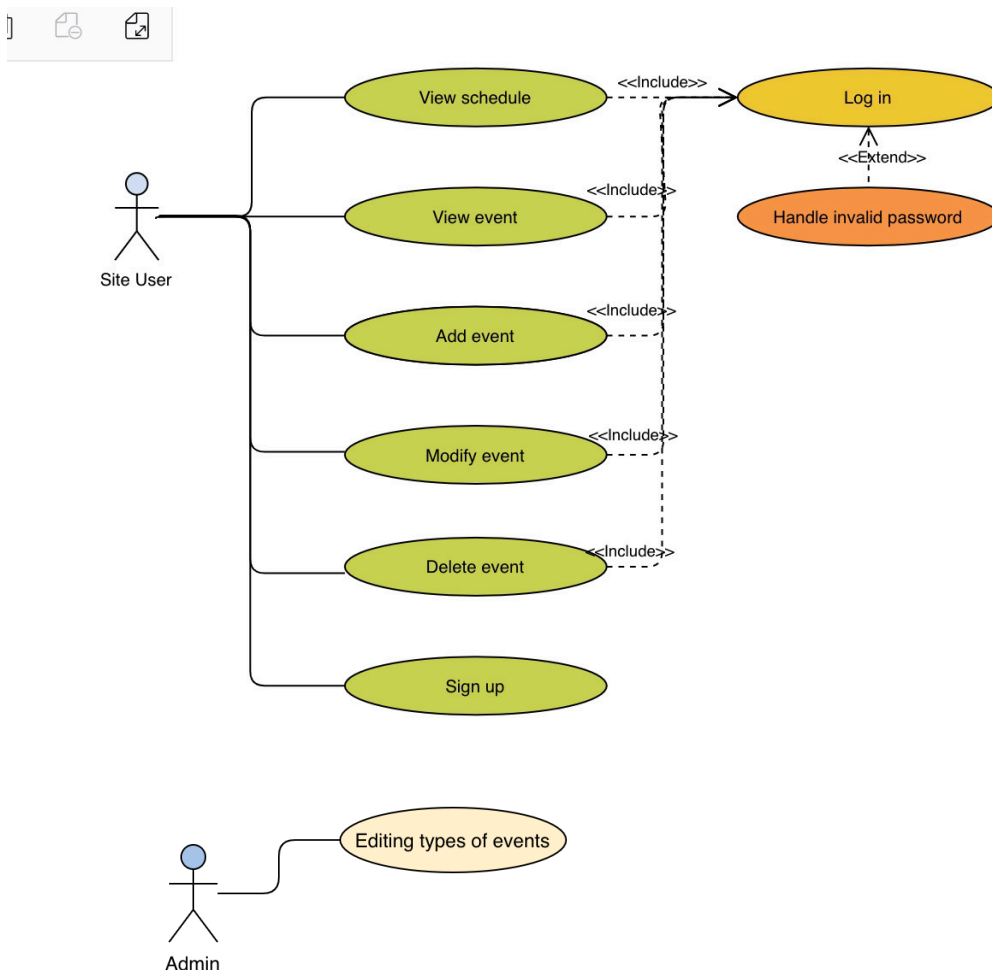 View schedule
<<Include>>
Log in
<<Extend>>
View event
<<Include>>
Handle invalid password
Site User
Add event
<<Include>>
Modify event
<<Include>>
Delete event
<<Include>>
Sign up
Editing types of events
Admin